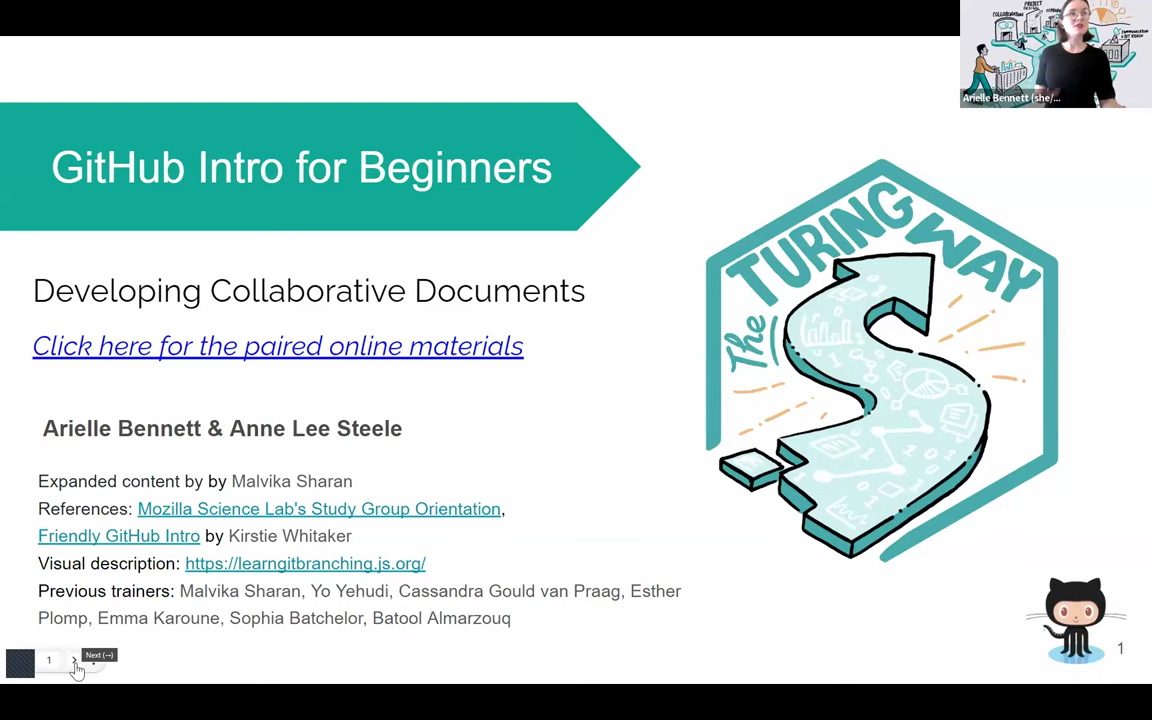 COLLABORATION
PROJECT
DESIGN
Arielle Bennett (she/...
GitHub Intro for Beginners
The TURING WAY
Developing Collaborative Documents
Click here for the paired online materials
Arielle Bennett & Anne Lee Steele
Expanded content by by Malvika Sharan
References: Mozilla Science Lab's Study Group Orientation,
Friendly GitHub Intro by Kirstie Whitaker
Visual description: https://learngitbranching.js.org/
Previous trainers: Malvika Sharan, Yo Yehudi, Cassandra Gould van Praag, Esther
Plomp, Emma Karoune, Sophia Batchelor, Batool Almarzouq
1
Next (→)
1